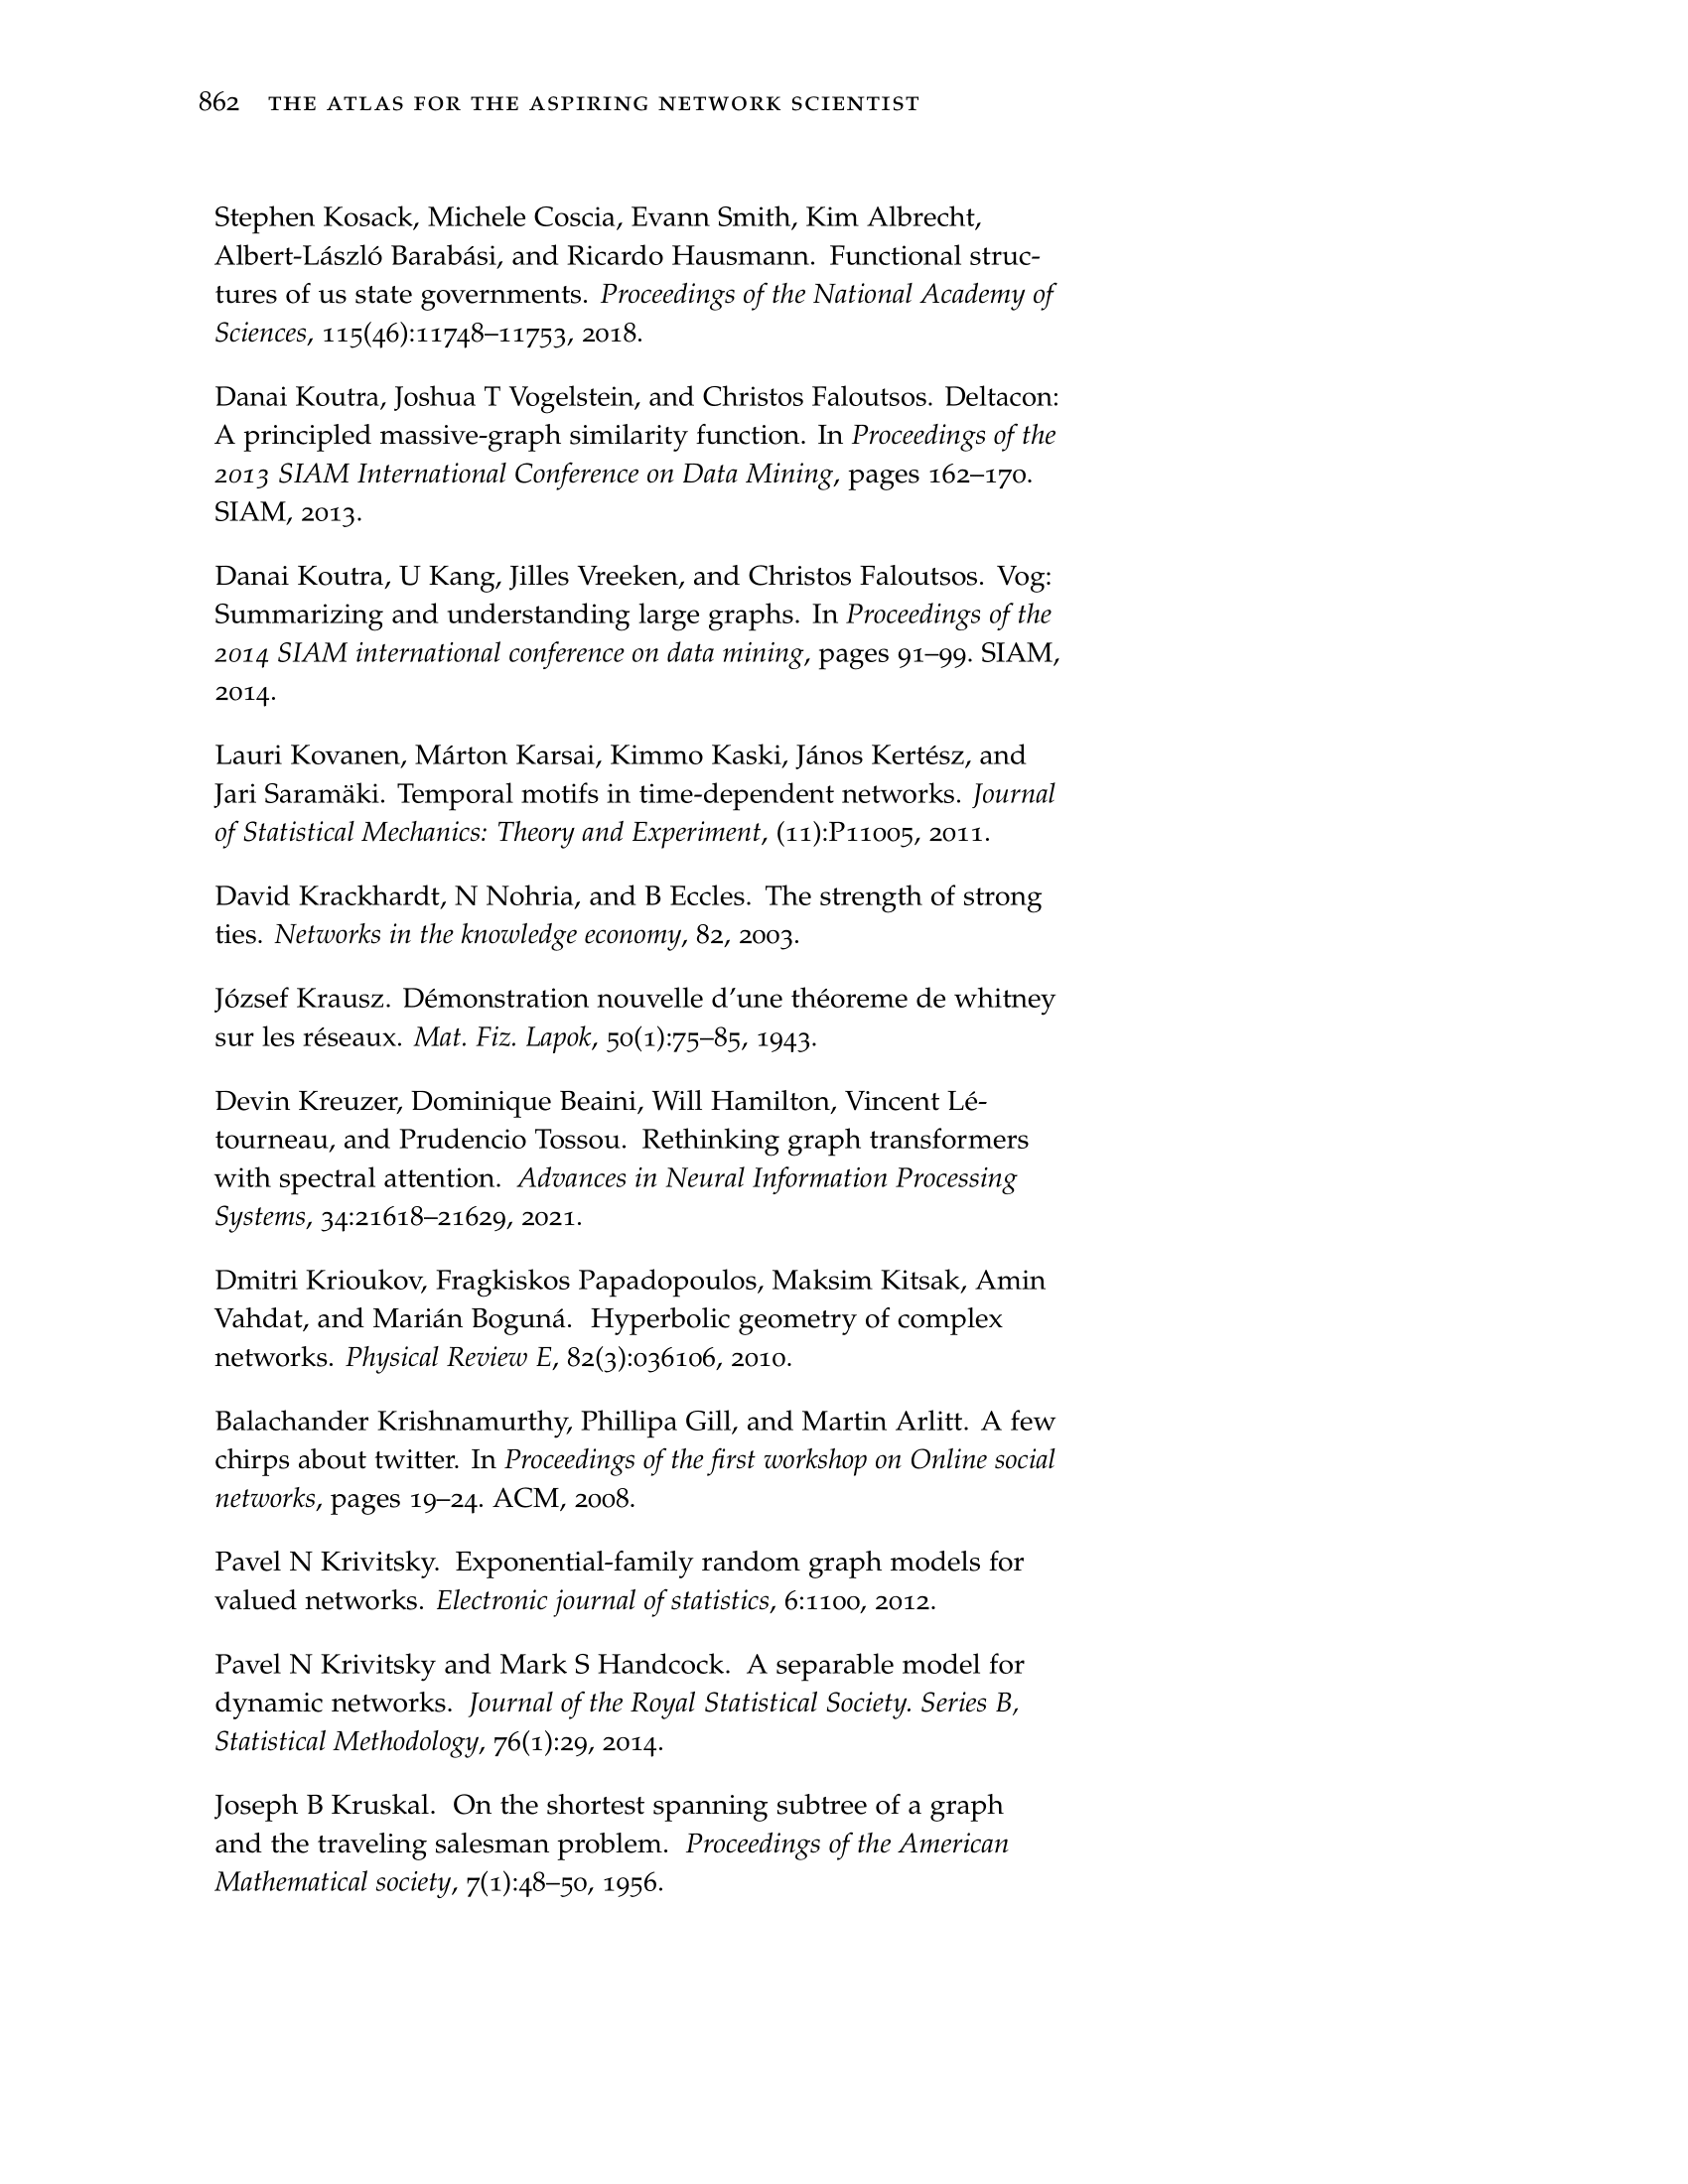 862 THE ATLAS FOR THE ASPIRING NETWORK SCIENTIST
Stephen Kosack, Michele Coscia, Evann Smith, Kim Albrecht,
Albert-László Barabási, and Ricardo Hausmann. Functional struc-
tures of us state governments. Proceedings of the National Academy of
Sciences, 115(46):11748–11753, 2018.
Danai Koutra, Joshua T Vogelstein, and Christos Faloutsos. Deltacon:
A principled massive-graph similarity function. In Proceedings of the
2013 SIAM International Conference on Data Mining, pages 162–170.
SIAM, 2013.
Danai Koutra, U Kang, Jilles Vreeken, and Christos Faloutsos. Vog:
Summarizing and understanding large graphs. In Proceedings of the
2014 SIAM international conference on data mining, pages 91–99. SIAM,
2014.
Lauri Kovanen, Márton Karsai, Kimmo Kaski, János Kertész, and
Jari Saramäki. Temporal motifs in time-dependent networks. Journal
of Statistical Mechanics: Theory and Experiment, (11):P11005, 2011.
David Krackhardt, N Nohria, and B Eccles. The strength of strong
ties. Networks in the knowledge economy, 82, 2003.
József Krausz. Démonstration nouvelle d’une théoreme de whitney
sur les réseaux. Mat. Fiz. Lapok, 50(1):75–85, 1943.
Devin Kreuzer, Dominique Beaini, Will Hamilton, Vincent Lé-
tourneau, and Prudencio Tossou. Rethinking graph transformers
with spectral attention. Advances in Neural Information Processing
Systems, 34:21618–21629, 2021.
Dmitri Krioukov, Fragkiskos Papadopoulos, Maksim Kitsak, Amin
Vahdat, and Marián Boguná. Hyperbolic geometry of complex
networks. Physical Review E, 82(3):036106, 2010.
Balachander Krishnamurthy, Phillipa Gill, and Martin Arlitt. A few
chirps about twitter. In Proceedings of the first workshop on Online social
networks, pages 19–24. ACM, 2008.
Pavel N Krivitsky. Exponential-family random graph models for
valued networks. Electronic journal of statistics, 6:1100, 2012.
Pavel N Krivitsky and Mark S Handcock. A separable model for
dynamic networks. Journal of the Royal Statistical Society. Series B,
Statistical Methodology, 76(1):29, 2014.
Joseph B Kruskal. On the shortest spanning subtree of a graph
and the traveling salesman problem. Proceedings of the American
Mathematical society, 7(1):48–50, 1956.